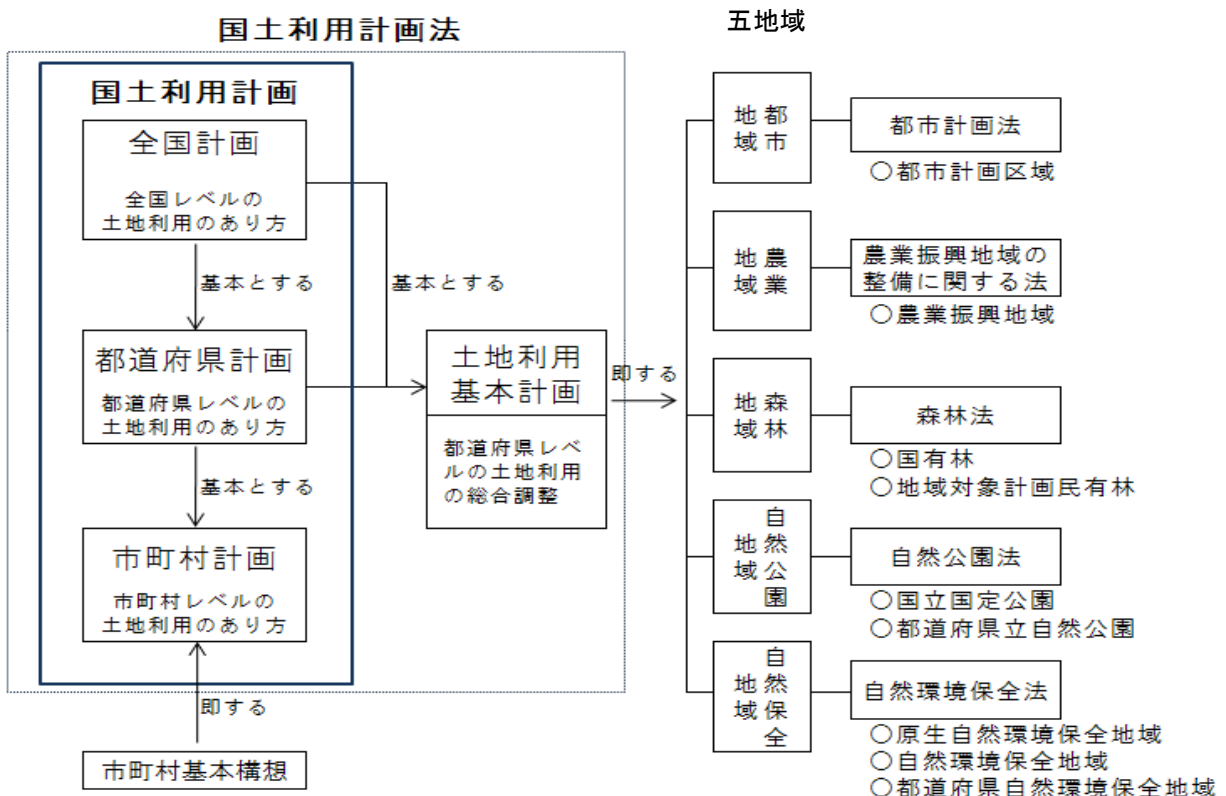 国土利用計画法
国土利用計画
全国計画
全国レベルの
土地利用のあり方
基本とする
基本とする
都道府県計画
都道府県レベルの
土地利用のあり方
基本とする
市町村計画
市町村レベルの
土地利用のあり方
即する
市町村基本構想
土地利用
基本計画
都道府県レベ
ルの土地利用
の総合調整
即する
五地域
都市
地域
都市計画法
○都市計画区域
農業
地域
農業振興地域の
整備に関する法
○農業振興地域
森林
地域
森林法
○国有林
○地域対象計画民有林
自然公園
地域
自然公園法
○国立国定公園
○都道府県立自然公園
自然保全
地域
自然環境保全法
○原生自然環境保全地域
○自然環境保全地域
○都道府県自然環境保全地域